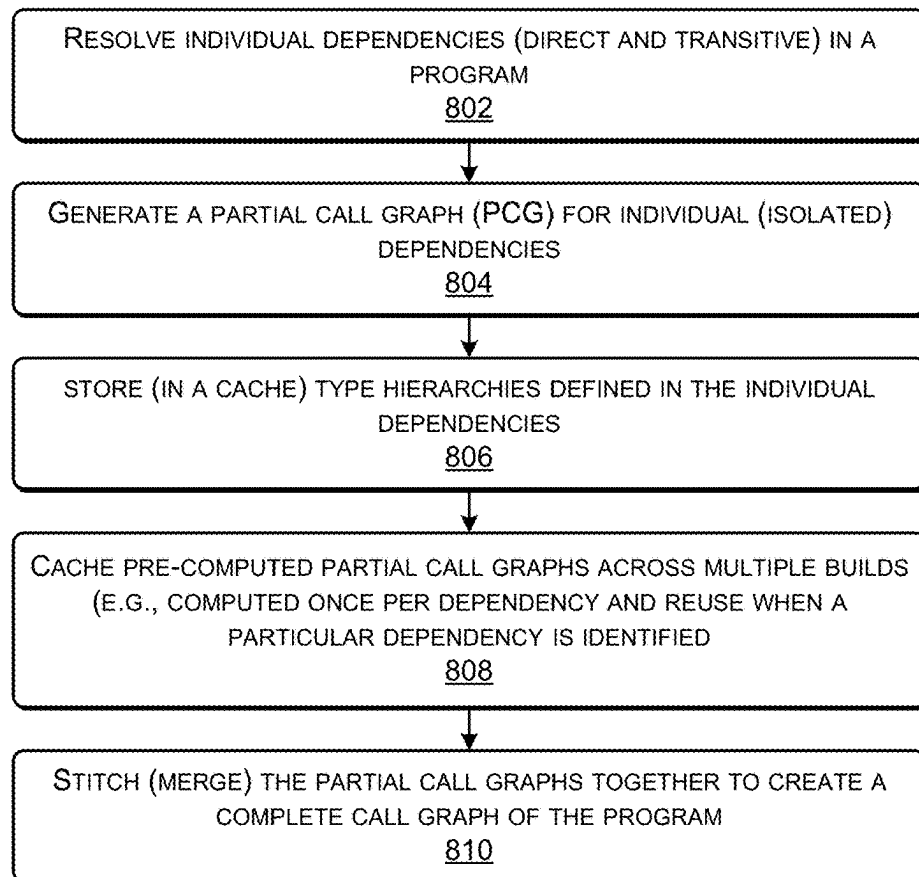 RESOLVE INDIVIDUAL DEPENDENCIES (DIRECT AND TRANSITIVE) IN A
PROGRAM
802
GENERATE A PARTIAL CALL GRAPH (PCG) FOR INDIVIDUAL (ISOLATED)
DEPENDENCIES
804
STORE (IN A CACHE) TYPE HIERARCHIES DEFINED IN THE INDIVIDUAL
DEPENDENCIES
806
CACHE PRE-COMPUTED PARTIAL CALL GRAPHS ACROSS MULTIPLE BUILDS
(E.G., COMPUTED ONCE PER DEPENDENCY AND REUSE WHEN A
PARTICULAR DEPENDENCY IS IDENTIFIED
808
STITCH (MERGE) THE PARTIAL CALL GRAPHS TOGETHER TO CREATE A
COMPLETE CALL GRAPH OF THE PROGRAM
810